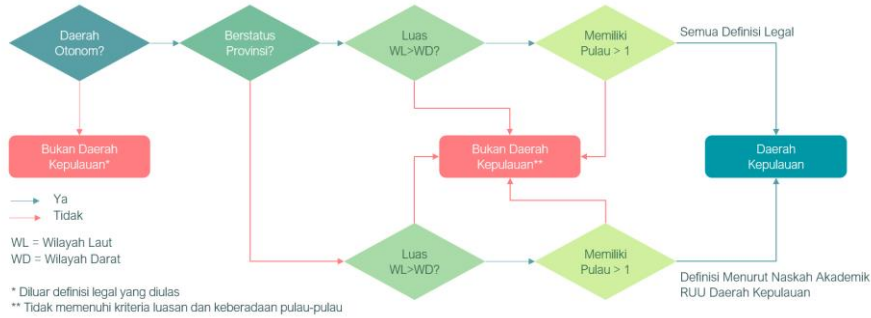 Daerah
Otonom?
Berstatus
Provinsi?
Luas
WL>WD?
Memiliki
Pulau > 1
Semua Definisi Legal
Bukan Daerah
Kepulauan*
Bukan Daerah
Kepulauan**
Daerah
Kepulauan
Ya
Tidak
WL = Wilayah Laut
WD = Wilayah Darat
Luas
WL>WD?
Memiliki
Pulau > 1
Definisi Menurut Naskah Akademik
RUU Daerah Kepulauan
* Diluar definisi legal yang diulas
** Tidak memenuhi kriteria luasan dan keberadaan pulau-pulau